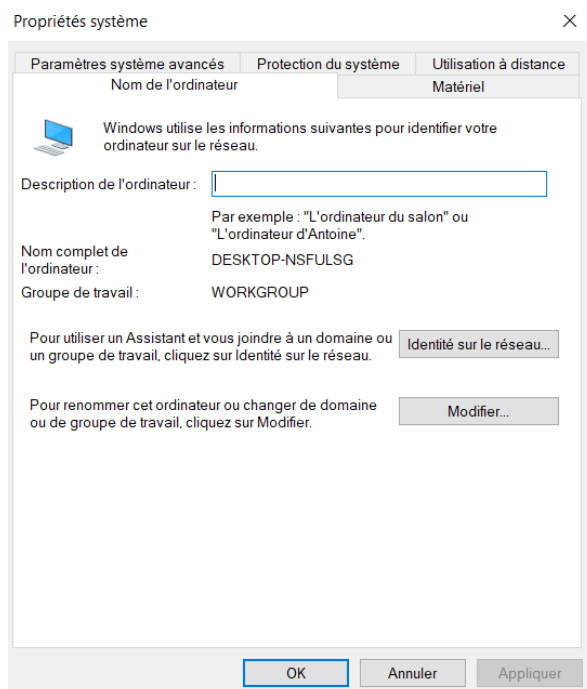 Propriétés système
Paramètres système avancés
Protection du système
Utilisation à distance
Nom de l'ordinateur
Matériel
Windows utilise les informations suivantes pour identifier votre
ordinateur sur le réseau.
Description de l'ordinateur :
Par exemple : "L'ordinateur du salon" ou
"L'ordinateur d'Antoine".
Nom complet de
l'ordinateur :
DESKTOP-NSFULSG
Groupe de travail :
WORKGROUP
Pour utiliser un Assistant et vous joindre à un domaine ou
un groupe de travail, cliquez sur Identité sur le réseau.
Identité sur le réseau...
Pour renommer cet ordinateur ou changer de domaine
ou de groupe de travail, cliquez sur Modifier.
Modifier...
OK
Annuler
Appliquer